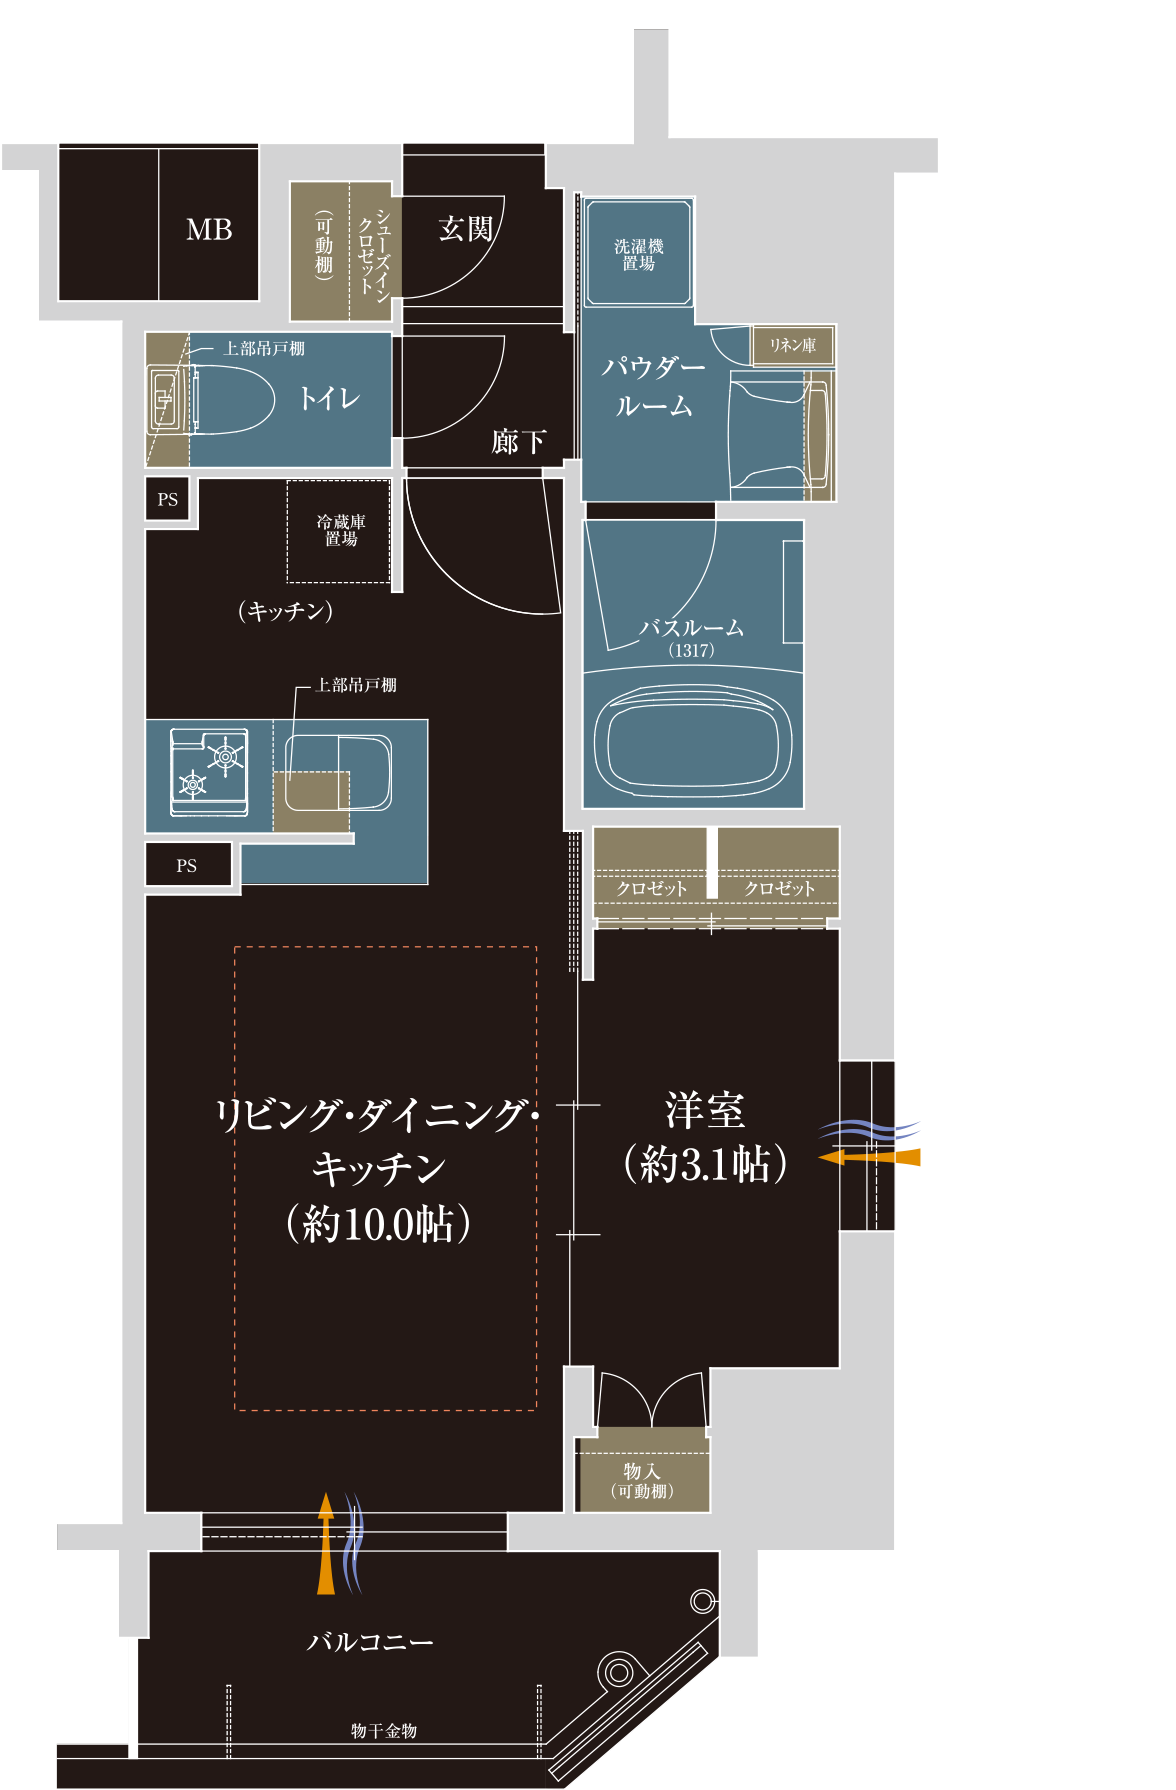 MB
シューズイン
クロゼット
（可動棚）
玄関
洗濯機
置場
リネン庫
上部吊戸棚
トイレ
パウダー
ルーム
廊下
PS
冷蔵庫
置場
（キッチン）
バスルーム
（1317）
上部吊戸棚
PS
クロゼット
クロゼット
リビング・ダイニング・
キッチン
（約10.0帖）
洋室
（約3.1帖）
物入
（可動棚）
バルコニー
物干金物